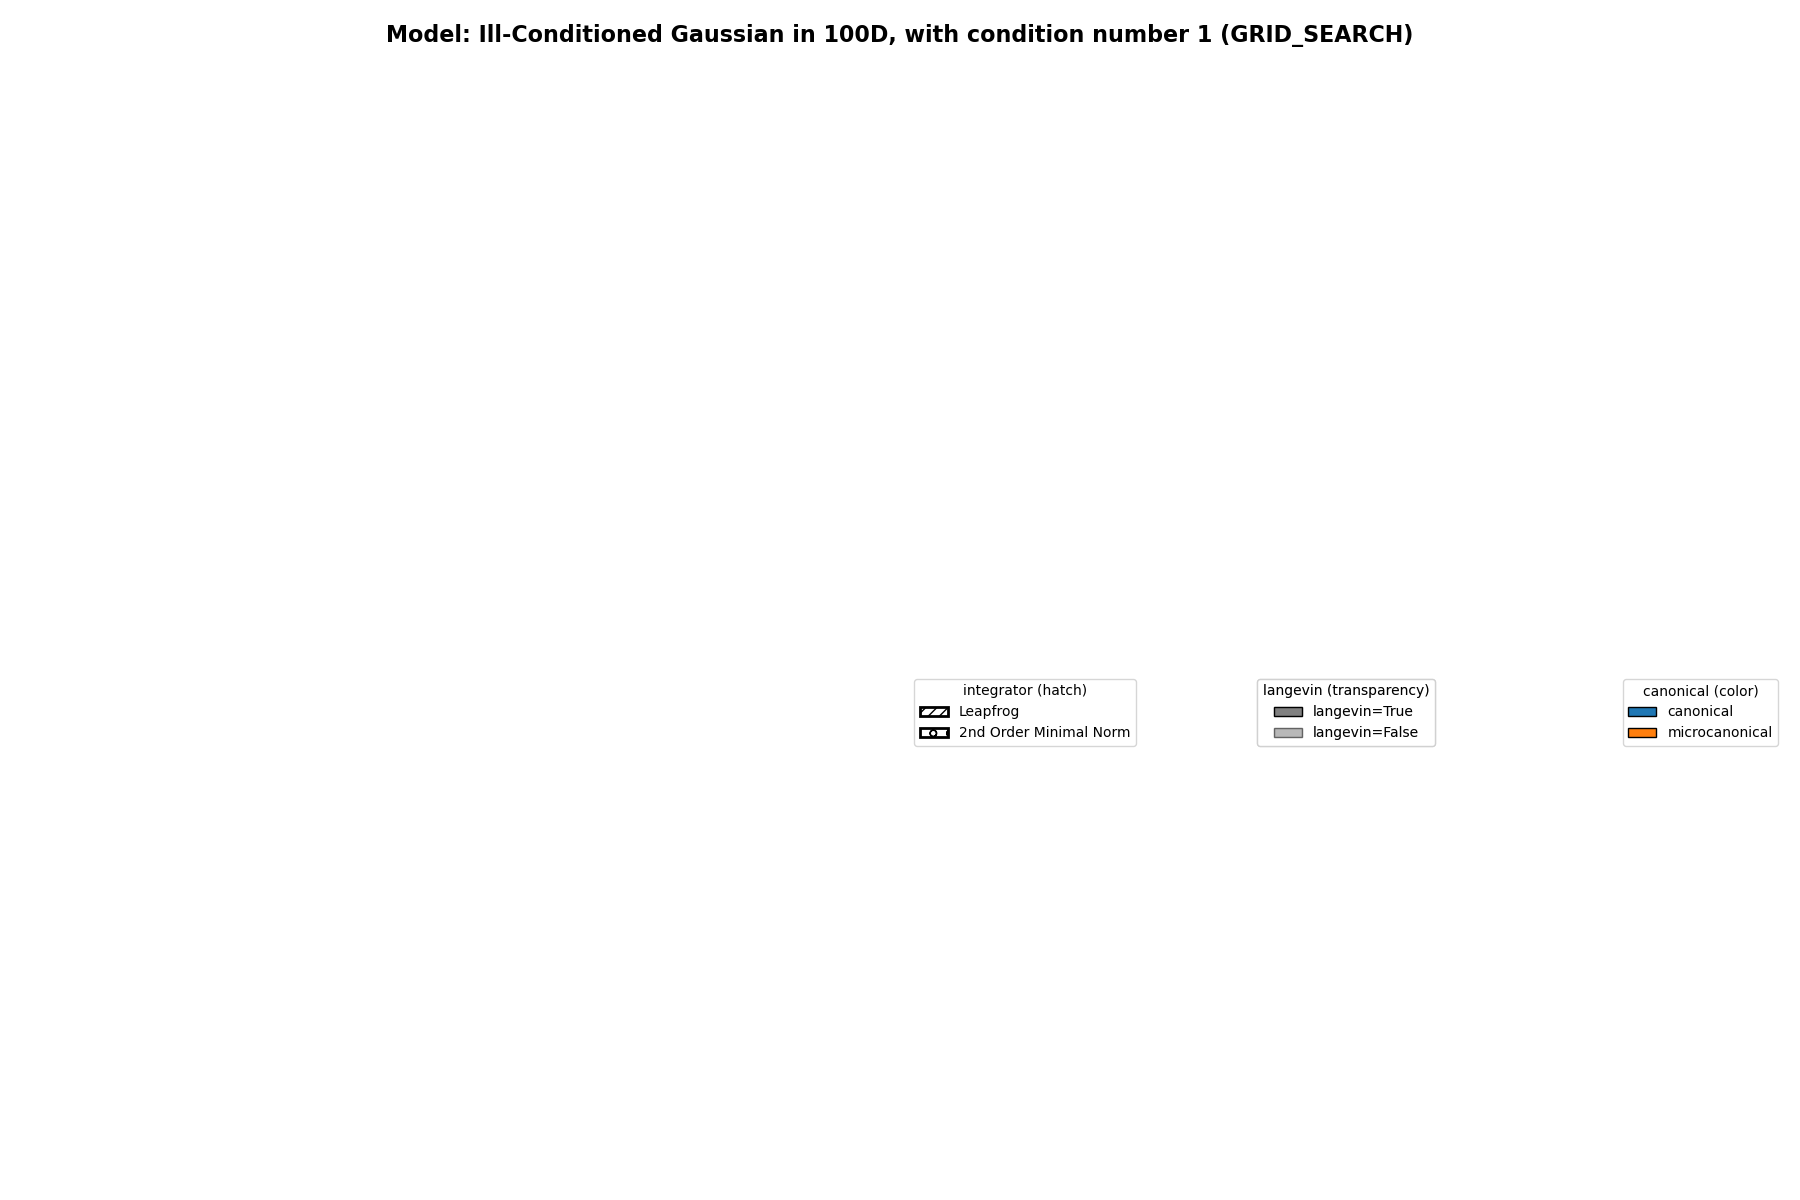 Model: Ill-Conditioned Gaussian in 100D, with condition number 1 (GRID_SEARCH)
integrator (hatch)
Leapfrog
2nd Order Minimal Norm
langevin (transparency)
langevin=True
langevin=False
canonical (color)
canonical
microcanonical